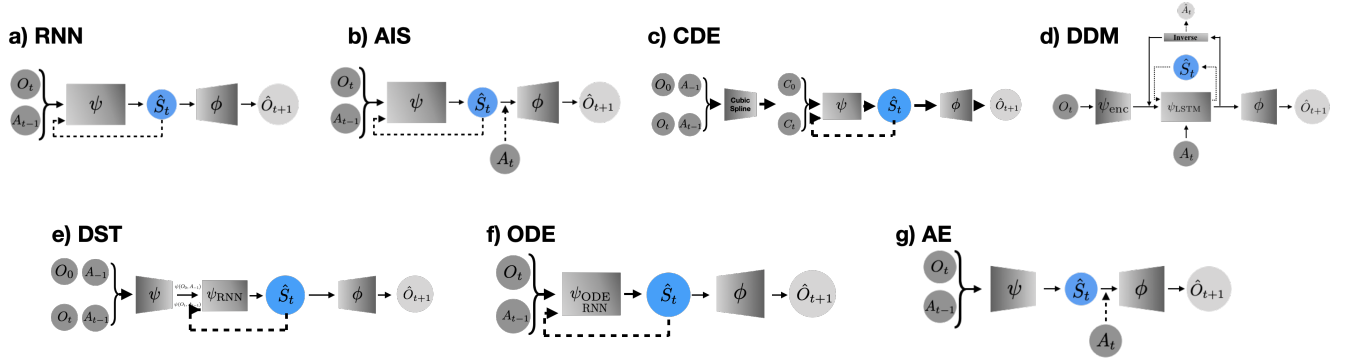 a) RNN
O_t
A_{t−1}
ψ
Ŝ_t
ϕ
Ô_{t+1}
b) AIS
O_t
A_{t−1}
ψ
Ŝ_t
A_t
ϕ
Ô_{t+1}
c) CDE
O_0 A_{−1}
O_t A_{t−1}
Cubic
Spline
C_0
C_t
ψ
Ŝ_t
ϕ
Ô_{t+1}
d) DDM
Â_t
Inverse
Ŝ_t
O_t
ψ_enc
ψ_LSTM
A_t
ϕ
Ô_{t+1}
e) DST
O_0 A_{−1}
O_t A_{t−1}
ψ
ψ(O_0, A_{−1})
ψ_RNN
Ŝ_t
ϕ
Ô_{t+1}
f) ODE
O_t
A_{t−1}
ψ_ODE
RNN
Ŝ_t
ϕ
Ô_{t+1}
g) AE
O_t
A_{t−1}
ψ
Ŝ_t
A_t
ϕ
Ô_{t+1}